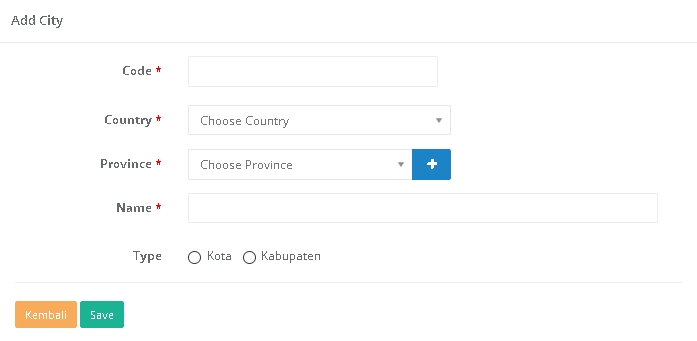 Add City
Code *
Country * Choose Country
Province * Choose Province +
Name *
Type Kota Kabupaten
Kembali Save